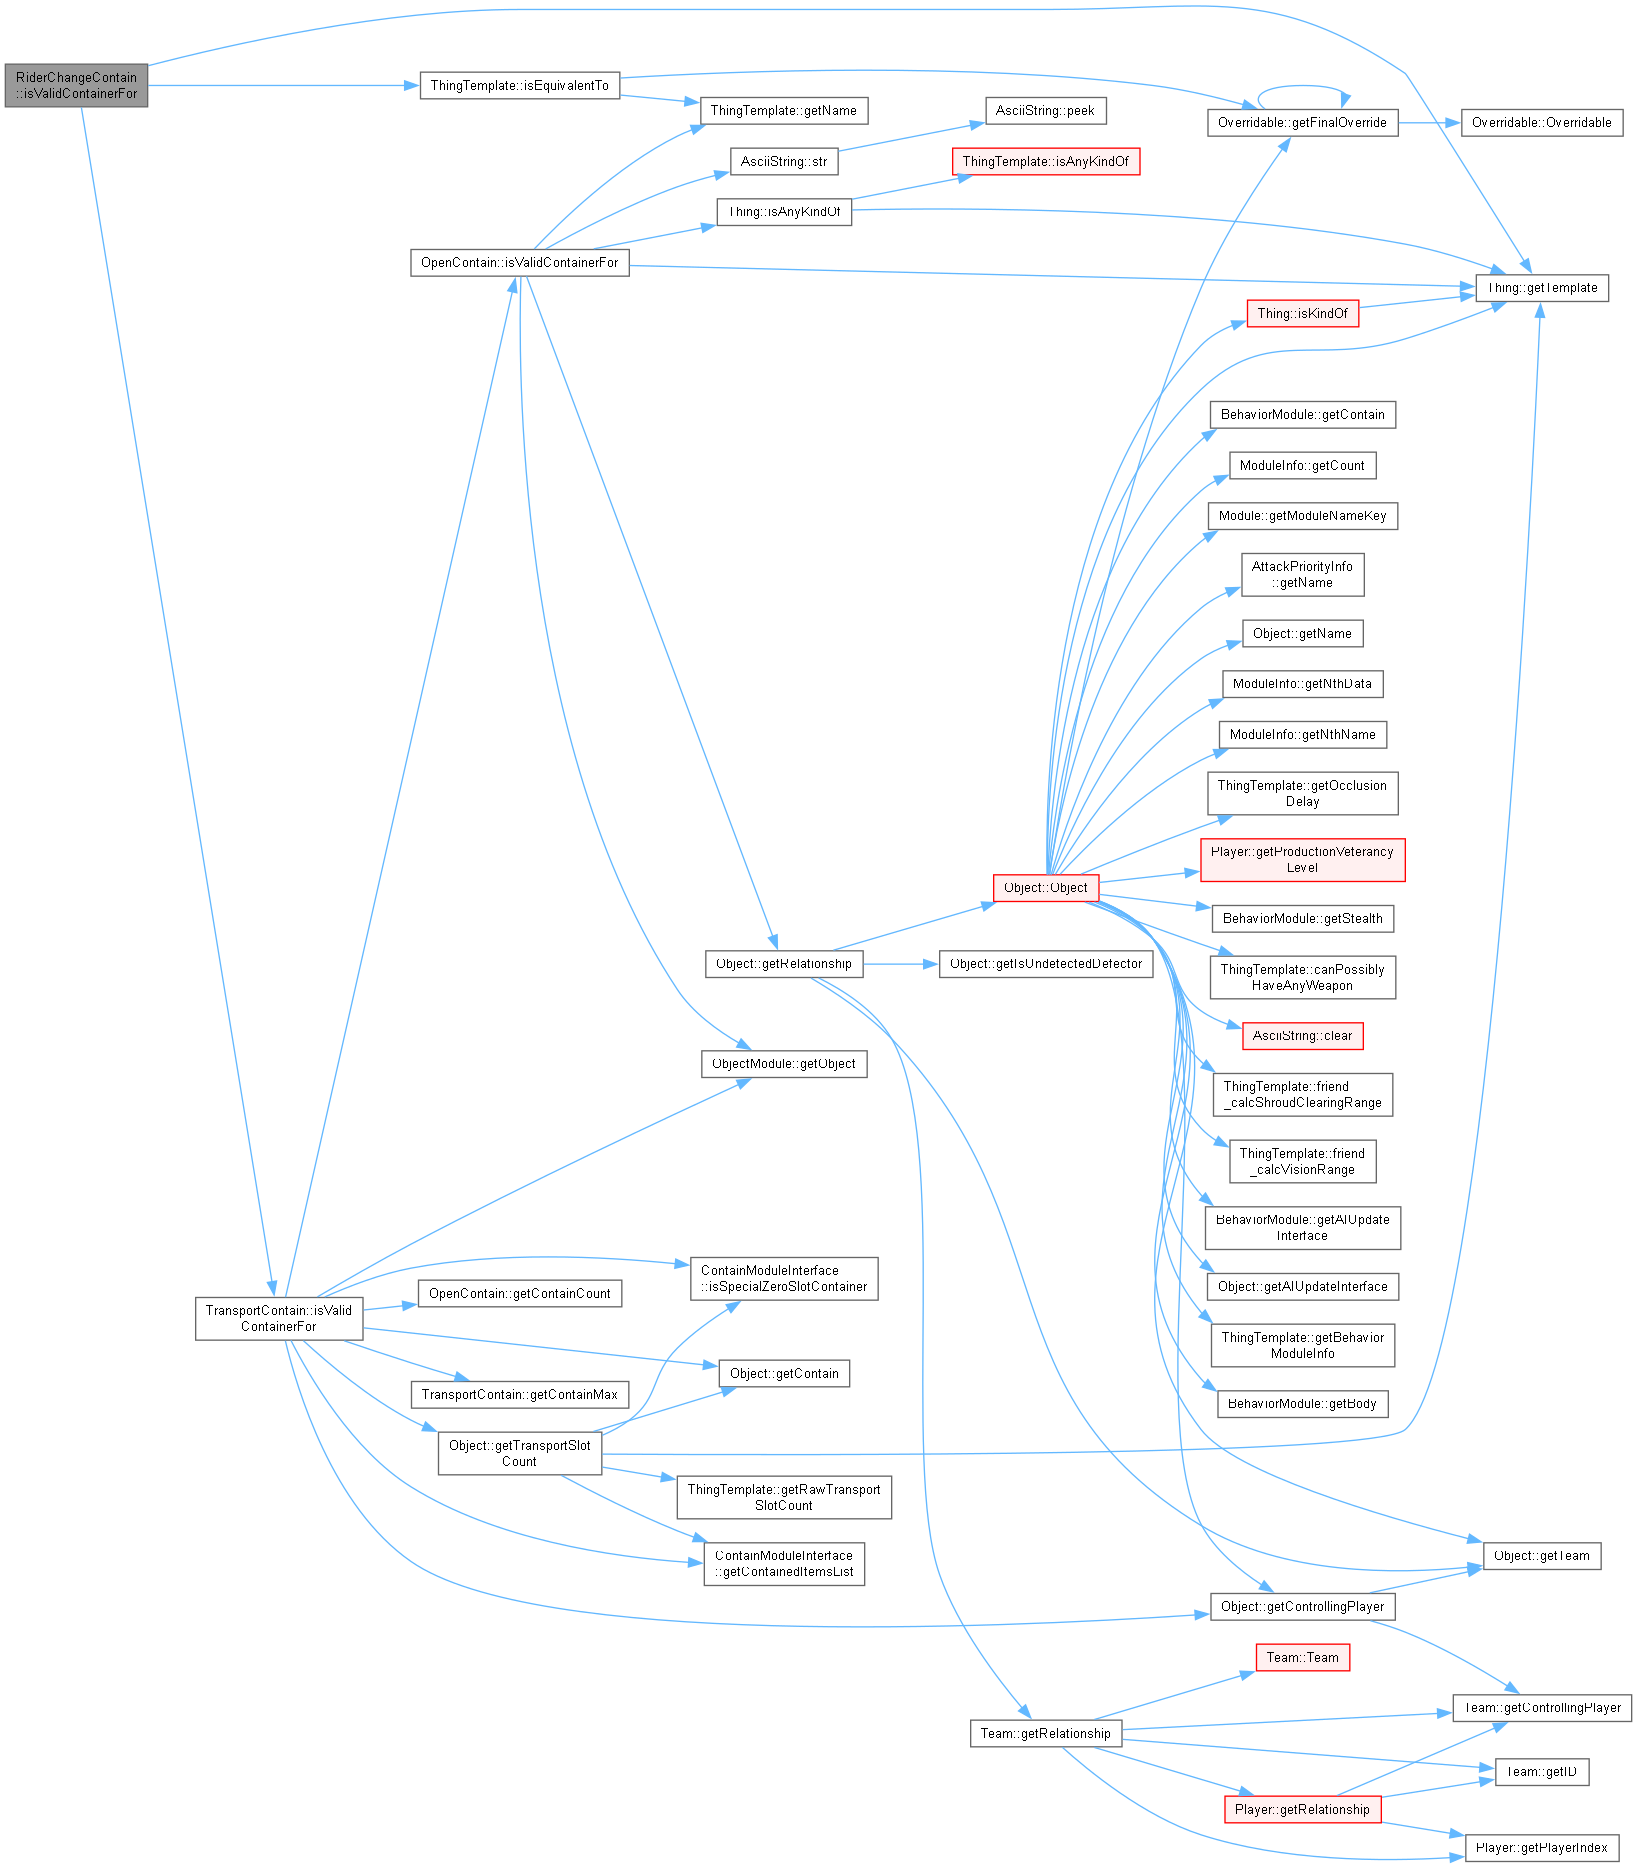 RiderChangeContain
::isValidContainerFor
ThingTemplate::isEquivalentTo
ThingTemplate::getName
AsciiString::peek
Overridable::getFinalOverride
Overridable::Overridable
AsciiString::str
ThingTemplate::isAnyKindOf
Thing::isAnyKindOf
OpenContain::isValidContainerFor
Thing::getTemplate
Thing::isKindOf
BehaviorModule::getContain
ModuleInfo::getCount
Module::getModuleNameKey
AttackPriorityInfo
::getName
Object::getName
ModuleInfo::getNthData
ModuleInfo::getNthName
ThingTemplate::getOcclusion
Delay
Player::getProductionVeterancy
Level
Object::Object
BehaviorModule::getStealth
Object::getRelationship
Object::getIsUndetectedDefector
ThingTemplate::canPossibly
HaveAnyWeapon
AsciiString::clear
ObjectModule::getObject
ThingTemplate::friend
_calcShroudClearingRange
ThingTemplate::friend
_calcVisionRange
BehaviorModule::getAIUpdate
Interface
ContainModuleInterface
::isSpecialZeroSlotContainer
Object::getAIUpdateInterface
OpenContain::getContainCount
TransportContain::isValid
ContainerFor
ThingTemplate::getBehavior
ModuleInfo
Object::getContain
TransportContain::getContainMax
BehaviorModule::getBody
Object::getTransportSlot
Count
ThingTemplate::getRawTransport
SlotCount
ContainModuleInterface
::getContainedItemsList
Object::getTeam
Object::getControllingPlayer
Team::Team
Team::getControllingPlayer
Team::getRelationship
Team::getID
Player::getRelationship
Player::getPlayerIndex